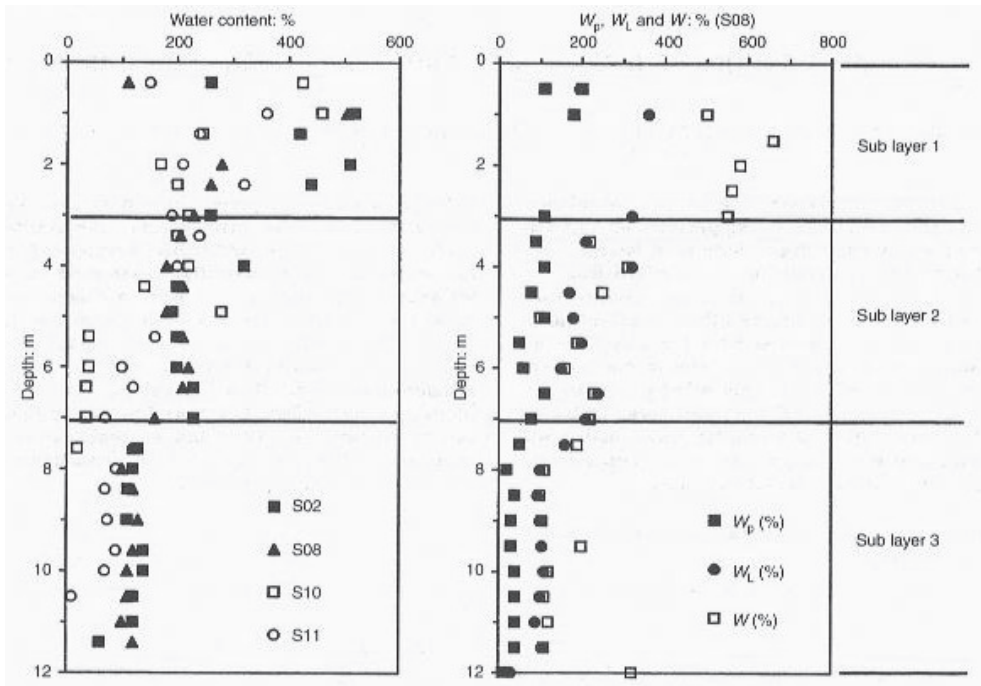 Water content: %
0 200 400 600
0
2
4
6
8
10
12
Depth: m
S02
S08
S10
S11
Wp, WL and W: % (S08)
0 200 400 600 800
0
2
4
6
8
10
12
Depth: m
Wp (%)
WL (%)
W (%)
Sub layer 1
Sub layer 2
Sub layer 3